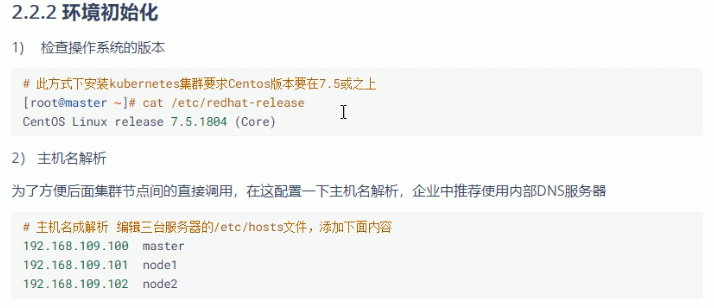 2.2.2 环境初始化
1） 检查操作系统的版本
# 此方式下安装kubernetes集群要求Centos版本要在7.5或之上
[root@master ~]# cat /etc/redhat-release
CentOS Linux release 7.5.1804 (Core)
2） 主机名解析
为了方便后面集群节点间的直接调用，在这配置一下主机名解析，企业中推荐使用内部DNS服务器
# 主机名成解析 编辑三台服务器的/etc/hosts文件，添加下面内容
192.168.109.100 master
192.168.109.101 node1
192.168.109.102 node2